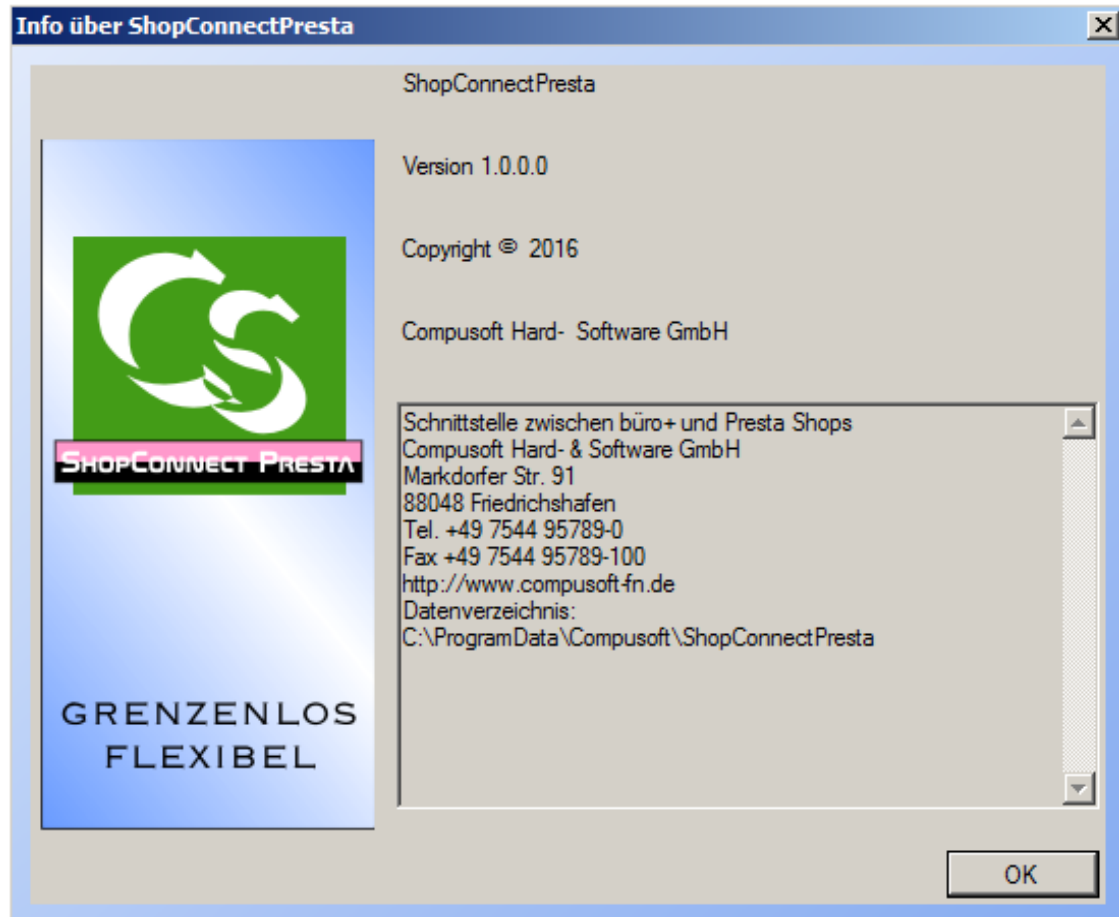 Info über ShopConnectPresta
ShopConnectPresta
Version 1.0.0.0
Copyright © 2016
Compusoft Hard- Software GmbH
CS
SHOPCONNECT PRESTA
GRENZENLOS
FLEXIBEL
Schnittstelle zwischen büro+ und Presta Shops
Compusoft Hard- & Software GmbH
Markdorfer Str. 91
88048 Friedrichshafen
Tel. +49 7544 95789-0
Fax +49 7544 95789-100
http://www.compusoft-fn.de
Datenverzeichnis:
C:\ProgramData\Compusoft\ShopConnectPresta
OK